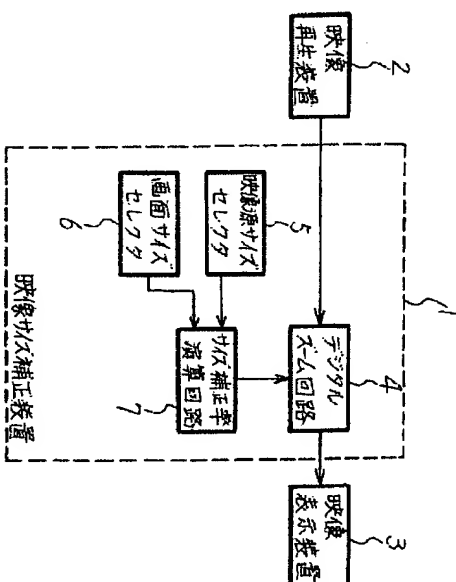 映像
再生装置
2
1
画面サイズ
セレクタ
6
映像源サイズ
セレクタ
5
サイズ補正率
演算回路
7
デジタル
ズーム回路
4
映像
表示装置
3
映像サイズ補正装置